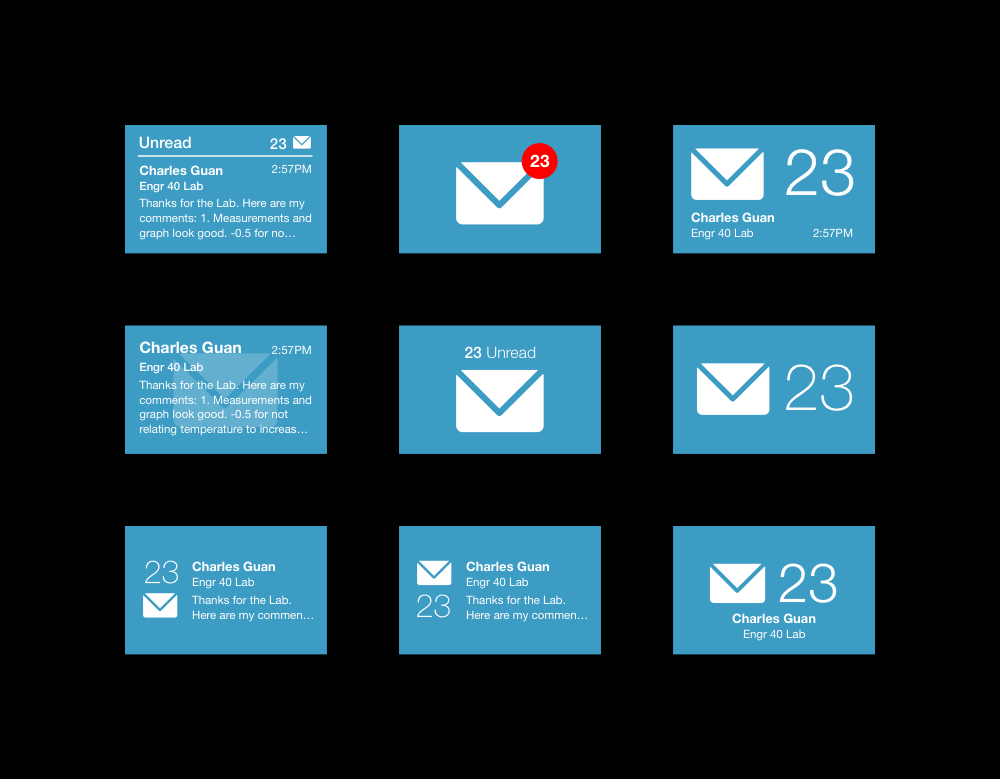 Unread 23
Charles Guan 2:57PM
Engr 40 Lab
Thanks for the Lab. Here are my
comments: 1. Measurements and
graph look good. -0.5 for no…
23
23
Charles Guan
Engr 40 Lab 2:57PM
Charles Guan 2:57PM
Engr 40 Lab
Thanks for the Lab. Here are my
comments: 1. Measurements and
graph look good. -0.5 for not
relating temperature to increas…
23 Unread
23
23
Charles Guan
Engr 40 Lab
Thanks for the Lab.
Here are my commen…
Charles Guan
Engr 40 Lab
23
Thanks for the Lab.
Here are my commen…
23
Charles Guan
Engr 40 Lab